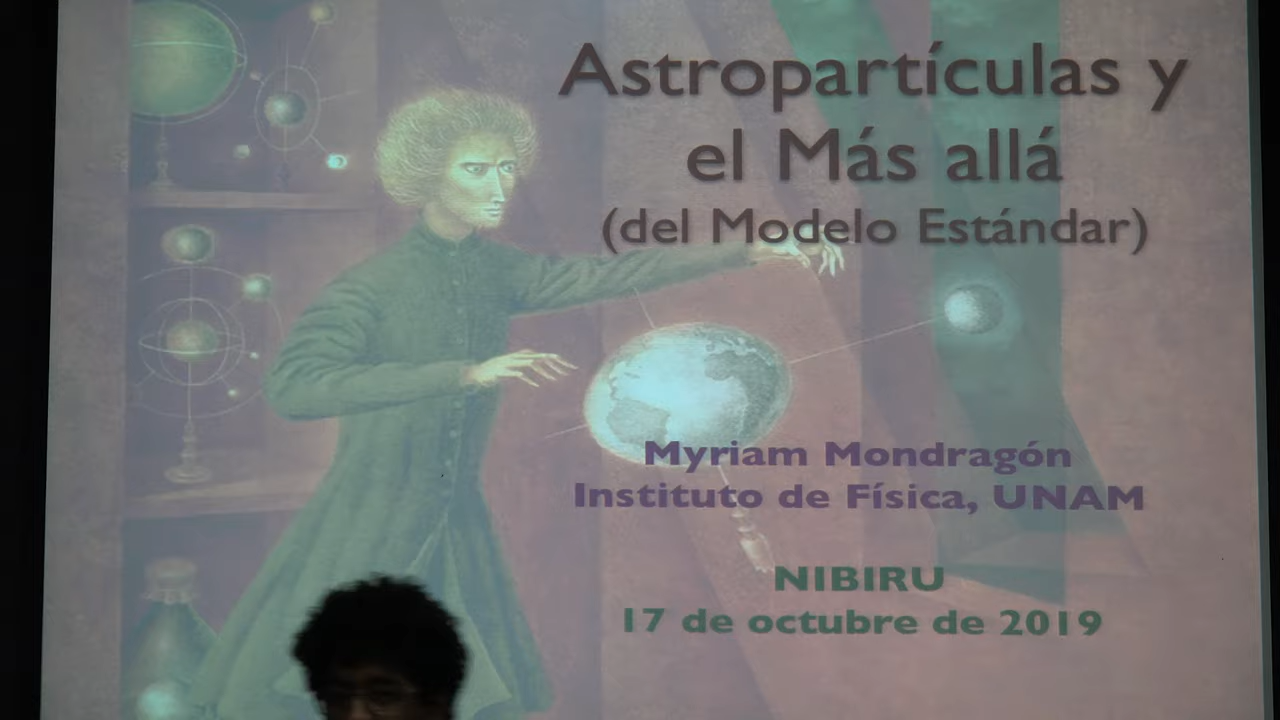 Astropartículas y
el Más allá
(del Modelo Estándar)
Myriam Mondragón
Instituto de Física, UNAM
NIBIRU
17 de octubre de 2019